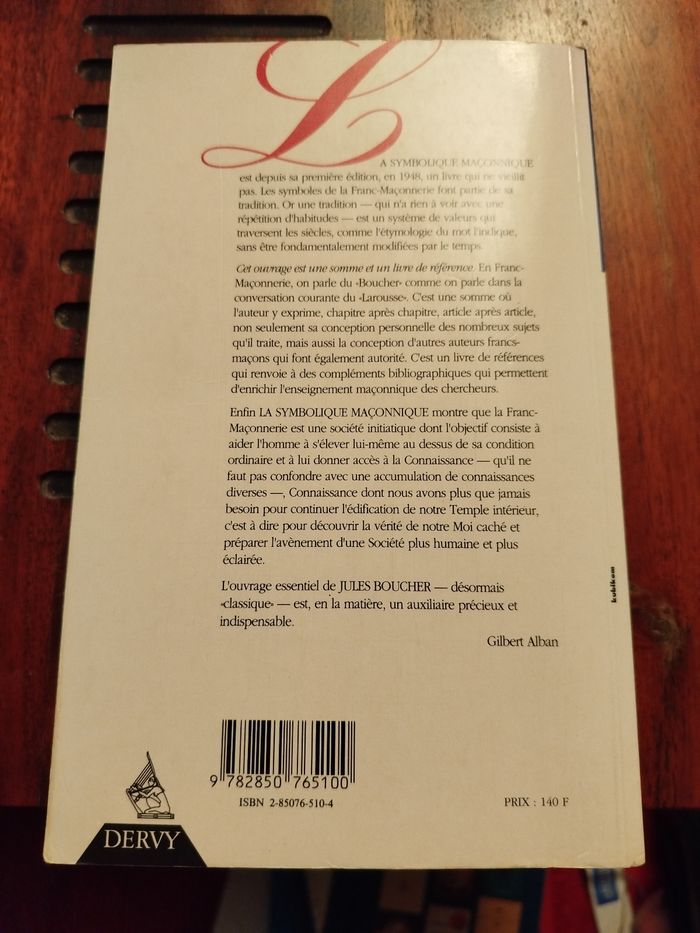 LA SYMBOLIQUE MAÇONNIQUE
est depuis sa première édition, en 1948, un livre qui ne vieillit
pas. Les symboles de la Franc-Maçonnerie font partie de sa
tradition. Or une tradition — qui n'a rien à voir avec une
répétition d'habitudes — est un système de valeurs qui
traversent les siècles, comme l'étymologie du mot l'indique,
sans être fondamentalement modifiées par le temps.
Cet ouvrage est une somme et un livre de référence. En Franc-
Maçonnerie, on parle du «Boucher» comme on parle dans la
conversation courante du «Larousse». C'est une somme où
l'auteur y exprime, chapitre après chapitre, article après article,
non seulement sa conception personnelle des nombreux sujets
qu'il traite, mais aussi la conception d'autres auteurs francs-
maçons qui font également autorité. C'est un livre de références
qui renvoie à des compléments bibliographiques qui permettent
d'enrichir l'enseignement maçonnique des chercheurs.
Enfin LA SYMBOLIQUE MAÇONNIQUE montre que la Franc-
Maçonnerie est une société initiatique dont l'objectif consiste à
aider l'homme à s'élever lui-même au dessus de sa condition
ordinaire et à lui donner accès à la Connaissance — qu'il ne
faut pas confondre avec une accumulation de connaissances
diverses —, Connaissance dont nous avons plus que jamais
besoin pour continuer l'édification de notre Temple intérieur,
c'est à dire pour découvrir la vérité de notre Moi caché et
préparer l'avènement d'une Société plus humaine et plus
éclairée.
L'ouvrage essentiel de JULES BOUCHER — désormais
«classique» — est, en la matière, un auxiliaire précieux et
indispensable.
Gilbert Alban
9 782850 765100
ISBN 2-85076-510-4
PRIX : 140 F
DERVY